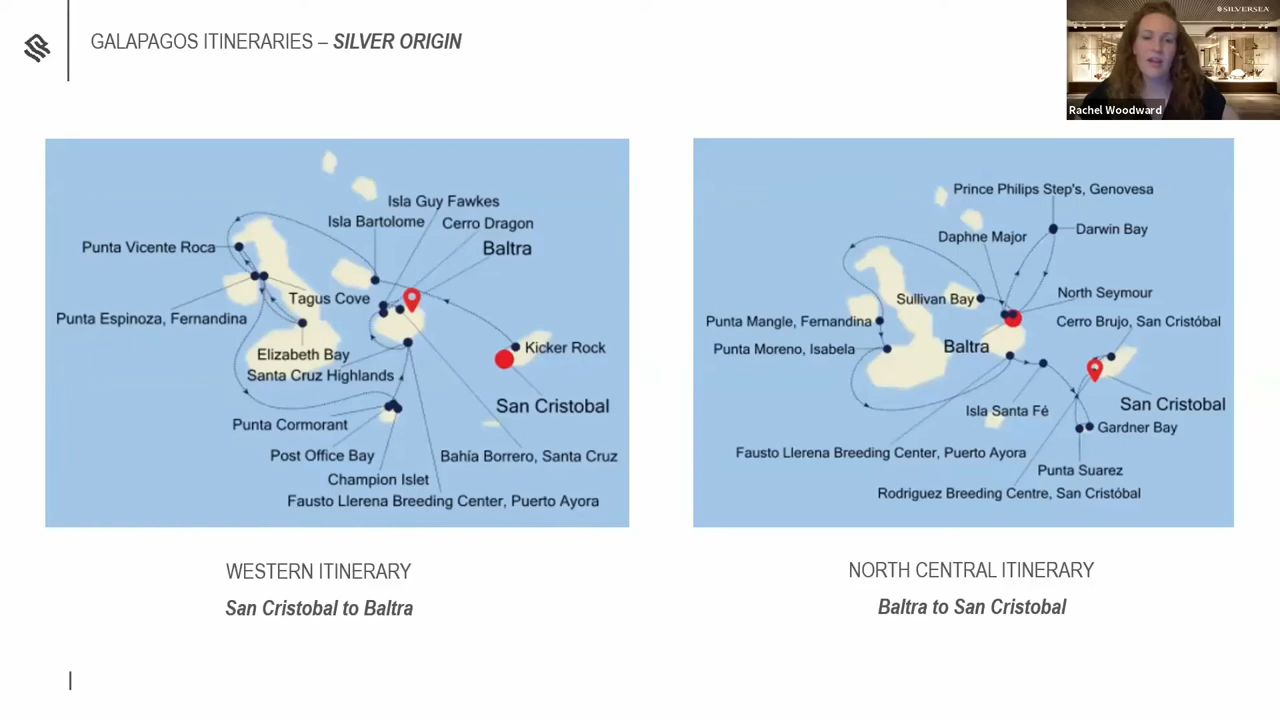 GALAPAGOS ITINERARIES – SILVER ORIGIN
SILVERSEA
Rachel Woodward
Isla Guy Fawkes
Isla Bartolome
Cerro Dragon
Baltra
Punta Vicente Roca
Tagus Cove
Punta Espinoza, Fernandina
Kicker Rock
Elizabeth Bay
Santa Cruz Highlands
San Cristobal
Punta Cormorant
Post Office Bay
Bahía Borrero, Santa Cruz
Champion Islet
Fausto Llerena Breeding Center, Puerto Ayora
Prince Philips Step's, Genovesa
Daphne Major
Darwin Bay
Sullivan Bay
North Seymour
Punta Mangle, Fernandina
Cerro Brujo, San Cristóbal
Punta Moreno, Isabela
Baltra
Isla Santa Fé
San Cristobal
Gardner Bay
Fausto Llerena Breeding Center, Puerto Ayora
Punta Suarez
Rodriguez Breeding Centre, San Cristóbal
WESTERN ITINERARY
San Cristobal to Baltra
NORTH CENTRAL ITINERARY
Baltra to San Cristobal